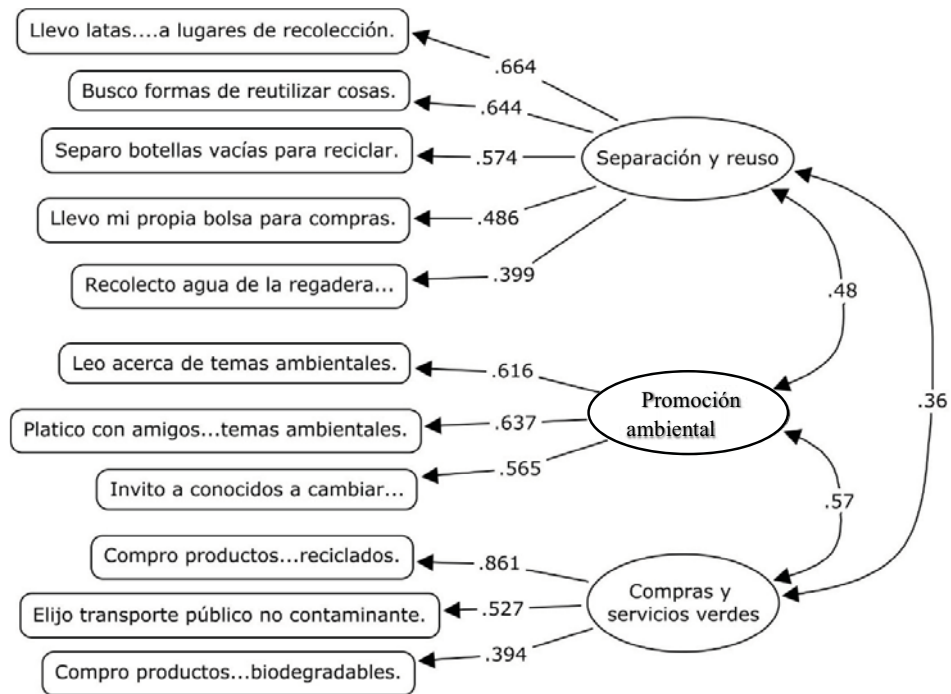 Llevo latas....a lugares de recolección.
.664
Busco formas de reutilizar cosas.
.644
Separo botellas vacías para reciclar.
.574
Separación y reuso
Llevo mi propia bolsa para compras.
.486
Recolecto agua de la regadera...
.399
.48
Leo acerca de temas ambientales.
.616
Promoción
ambiental
.36
Platico con amigos...temas ambientales.
.637
Invito a conocidos a cambiar...
.565
.57
Compro productos...reciclados.
.861
Compras y
servicios verdes
Elijo transporte público no contaminante.
.527
Compro productos...biodegradables.
.394